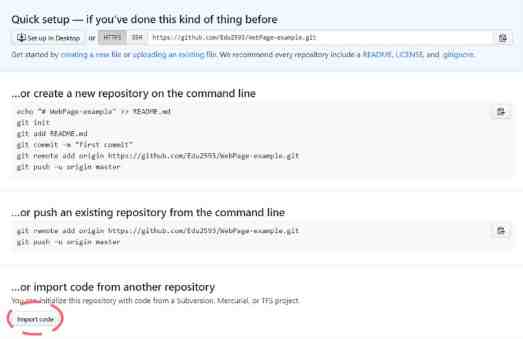 Quick setup — if you've done this kind of thing before
Set up in Desktop or HTTPS SSH https://github.com/Edu2593/WebPage-example.git
Get started by creating a new file or uploading an existing file. We recommend every repository include a README, LICENSE, and .gitignore.
...or create a new repository on the command line
echo "# WebPage-example" >> README.md
git init
git add README.md
git commit -m "first commit"
git remote add origin https://github.com/Edu2593/WebPage-example.git
git push -u origin master
...or push an existing repository from the command line
git remote add origin https://github.com/Edu2593/WebPage-example.git
git push -u origin master
...or import code from another repository
You can initialize this repository with code from a Subversion, Mercurial, or TFS project.
Import code